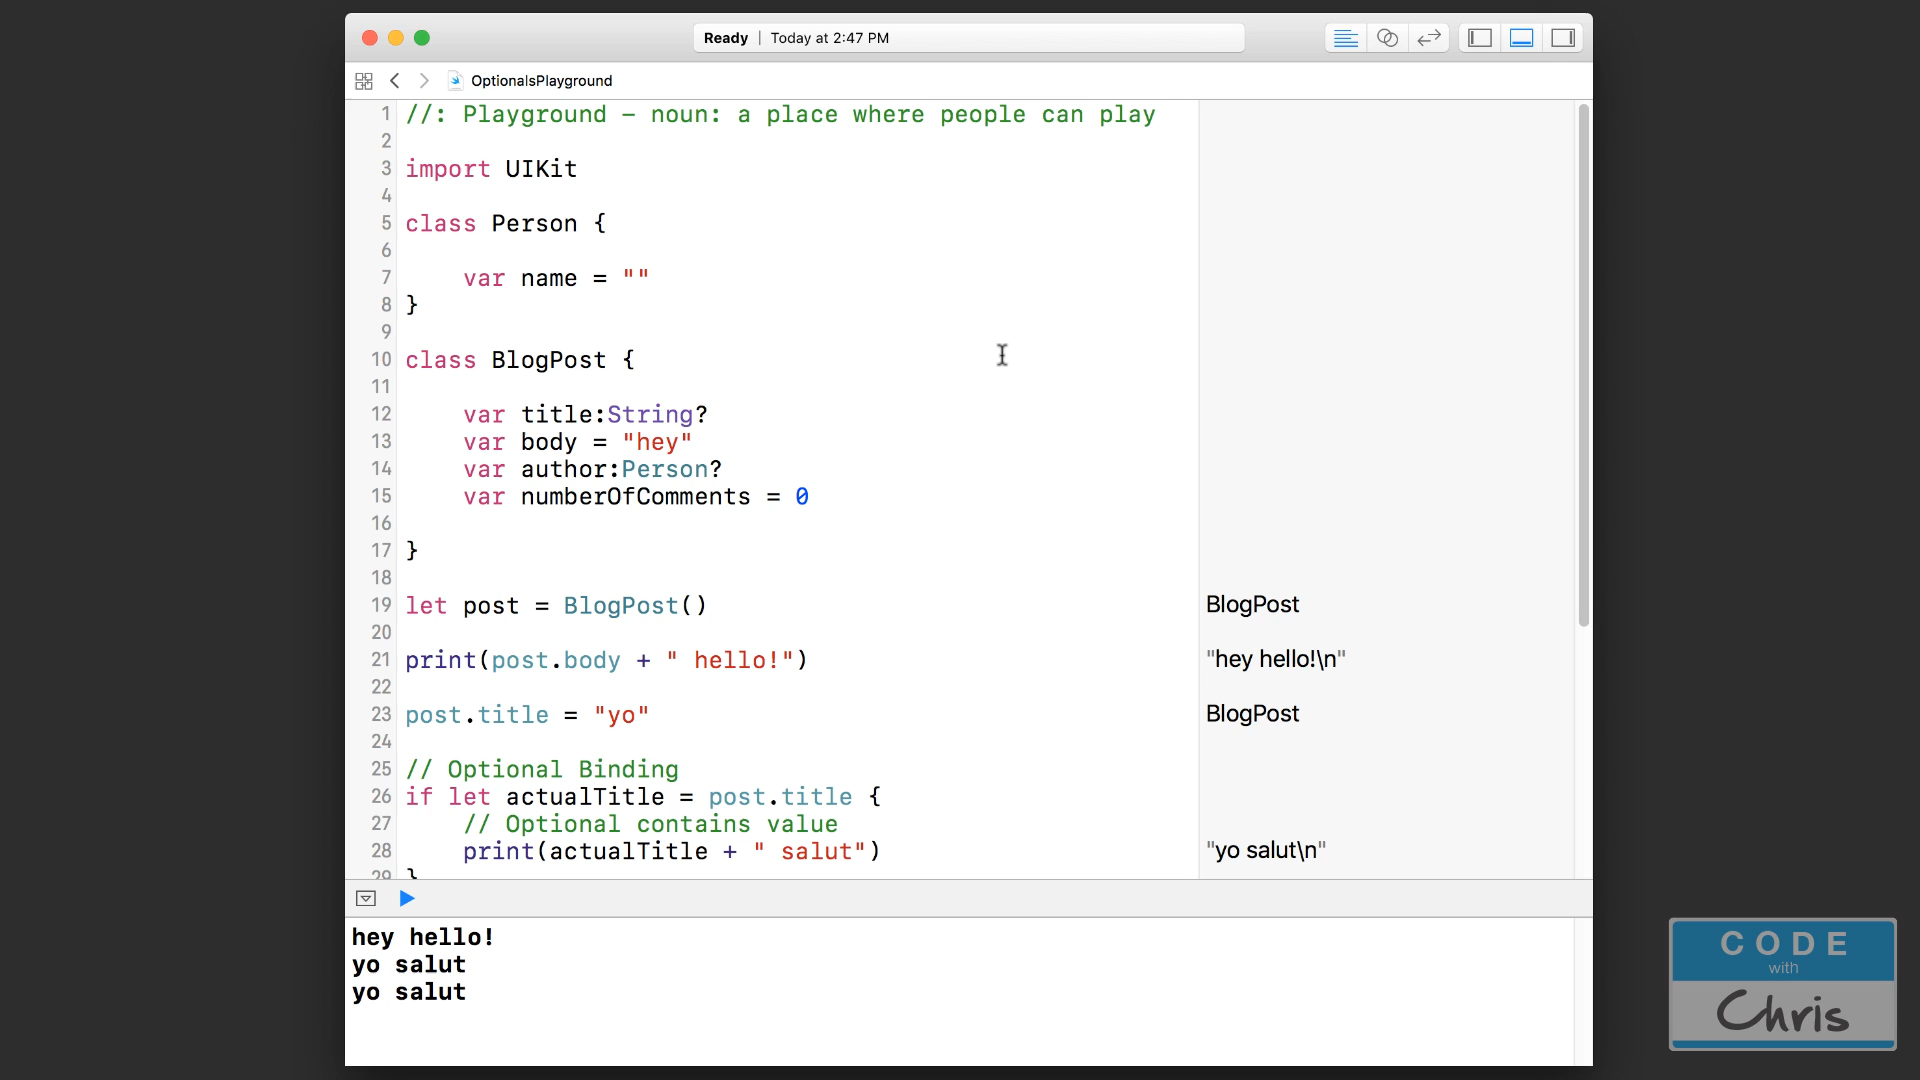 Ready | Today at 2:47 PM
OptionalsPlayground
1 //: Playground - noun: a place where people can play
2
3 import UIKit
4
5 class Person {
6
7     var name = ""
8 }
9
10 class BlogPost {
11
12     var title:String?
13     var body = "hey"
14     var author:Person?
15     var numberOfComments = 0
16
17 }
18
19 let post = BlogPost() BlogPost
20
21 print(post.body + " hello!") "hey hello!\n"
22
23 post.title = "yo" BlogPost
24
25 // Optional Binding
26 if let actualTitle = post.title {
27     // Optional contains value
28     print(actualTitle + " salut") "yo salut\n"
29 }
hey hello!
yo salut
yo salut
CODE
with
Chris